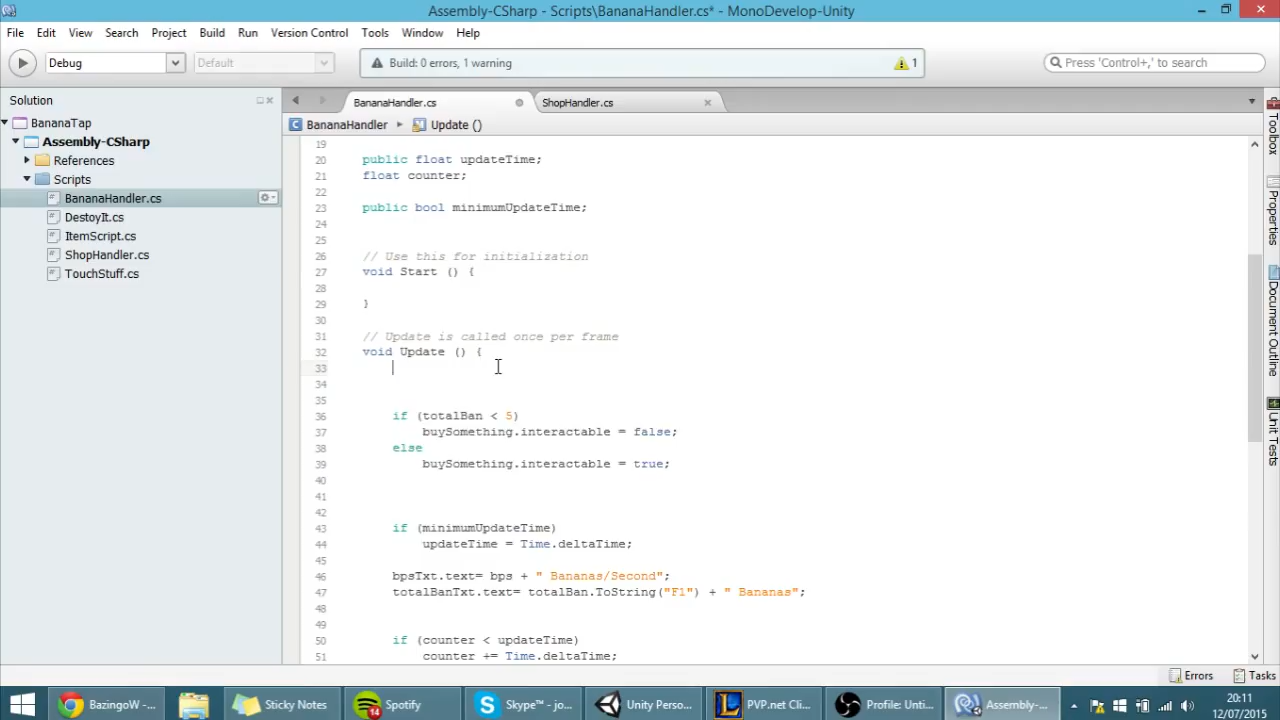 Assembly-CSharp - Scripts\BananaHandler.cs* - MonoDevelop-Unity
File Edit View Search Project Build Run Version Control Tools Window Help
Debug Default Build: 0 errors, 1 warning 1 Press 'Control+,' to search
Solution BananaHandler.cs ShopHandler.cs
BananaTap BananaHandler Update ()
Assembly-CSharp
References
Scripts
BananaHandler.cs
DestoyIt.cs
ItemScript.cs
ShopHandler.cs
TouchStuff.cs
19
20 public float updateTime;
21 float counter;
22
23 public bool minimumUpdateTime;
24
25
26 // Use this for initialization
27 void Start () {
28
29 }
30
31 // Update is called once per frame
32 void Update () {
33
34
35
36 if (totalBan < 5)
37 buySomething.interactable = false;
38 else
39 buySomething.interactable = true;
40
41
42
43 if (minimumUpdateTime)
44 updateTime = Time.deltaTime;
45
46 bpsTxt.text= bps + " Bananas/Second";
47 totalBanTxt.text= totalBan.ToString("F1") + " Bananas";
48
49
50 if (counter < updateTime)
51 counter += Time.deltaTime;
Toolbox
Properties
Document Outline
Unit Tests
Errors Tasks
BazingoW -... Sticky Notes Spotify 14 Skype™ - jo... Unity Perso... PVP.net Cli... Profile: Unti... Assembly-... 20:11
12/07/2015